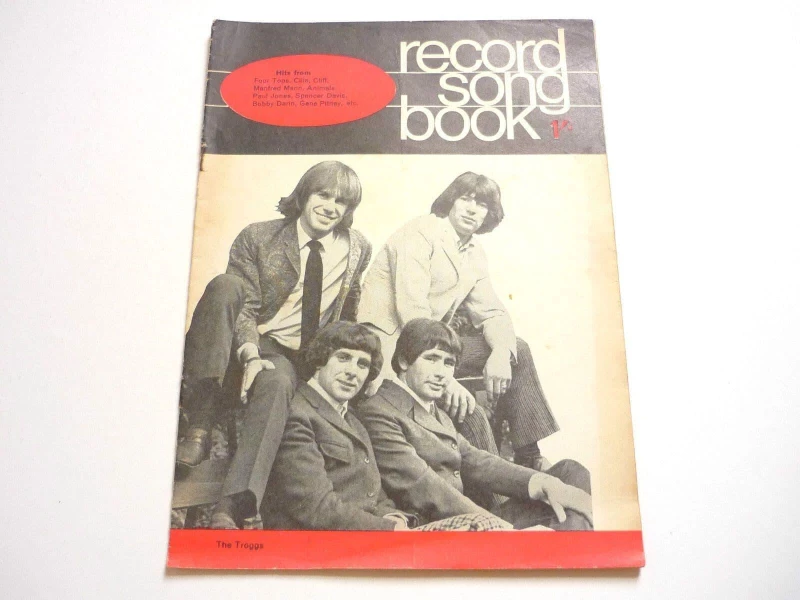 record
song
book
1/-
Hits from
Four Tops, Cilla, Cliff,
Manfred Mann, Animals
Paul Jones, Spencer Davis,
Bobby Darin, Gene Pitney, etc.
The Troggs